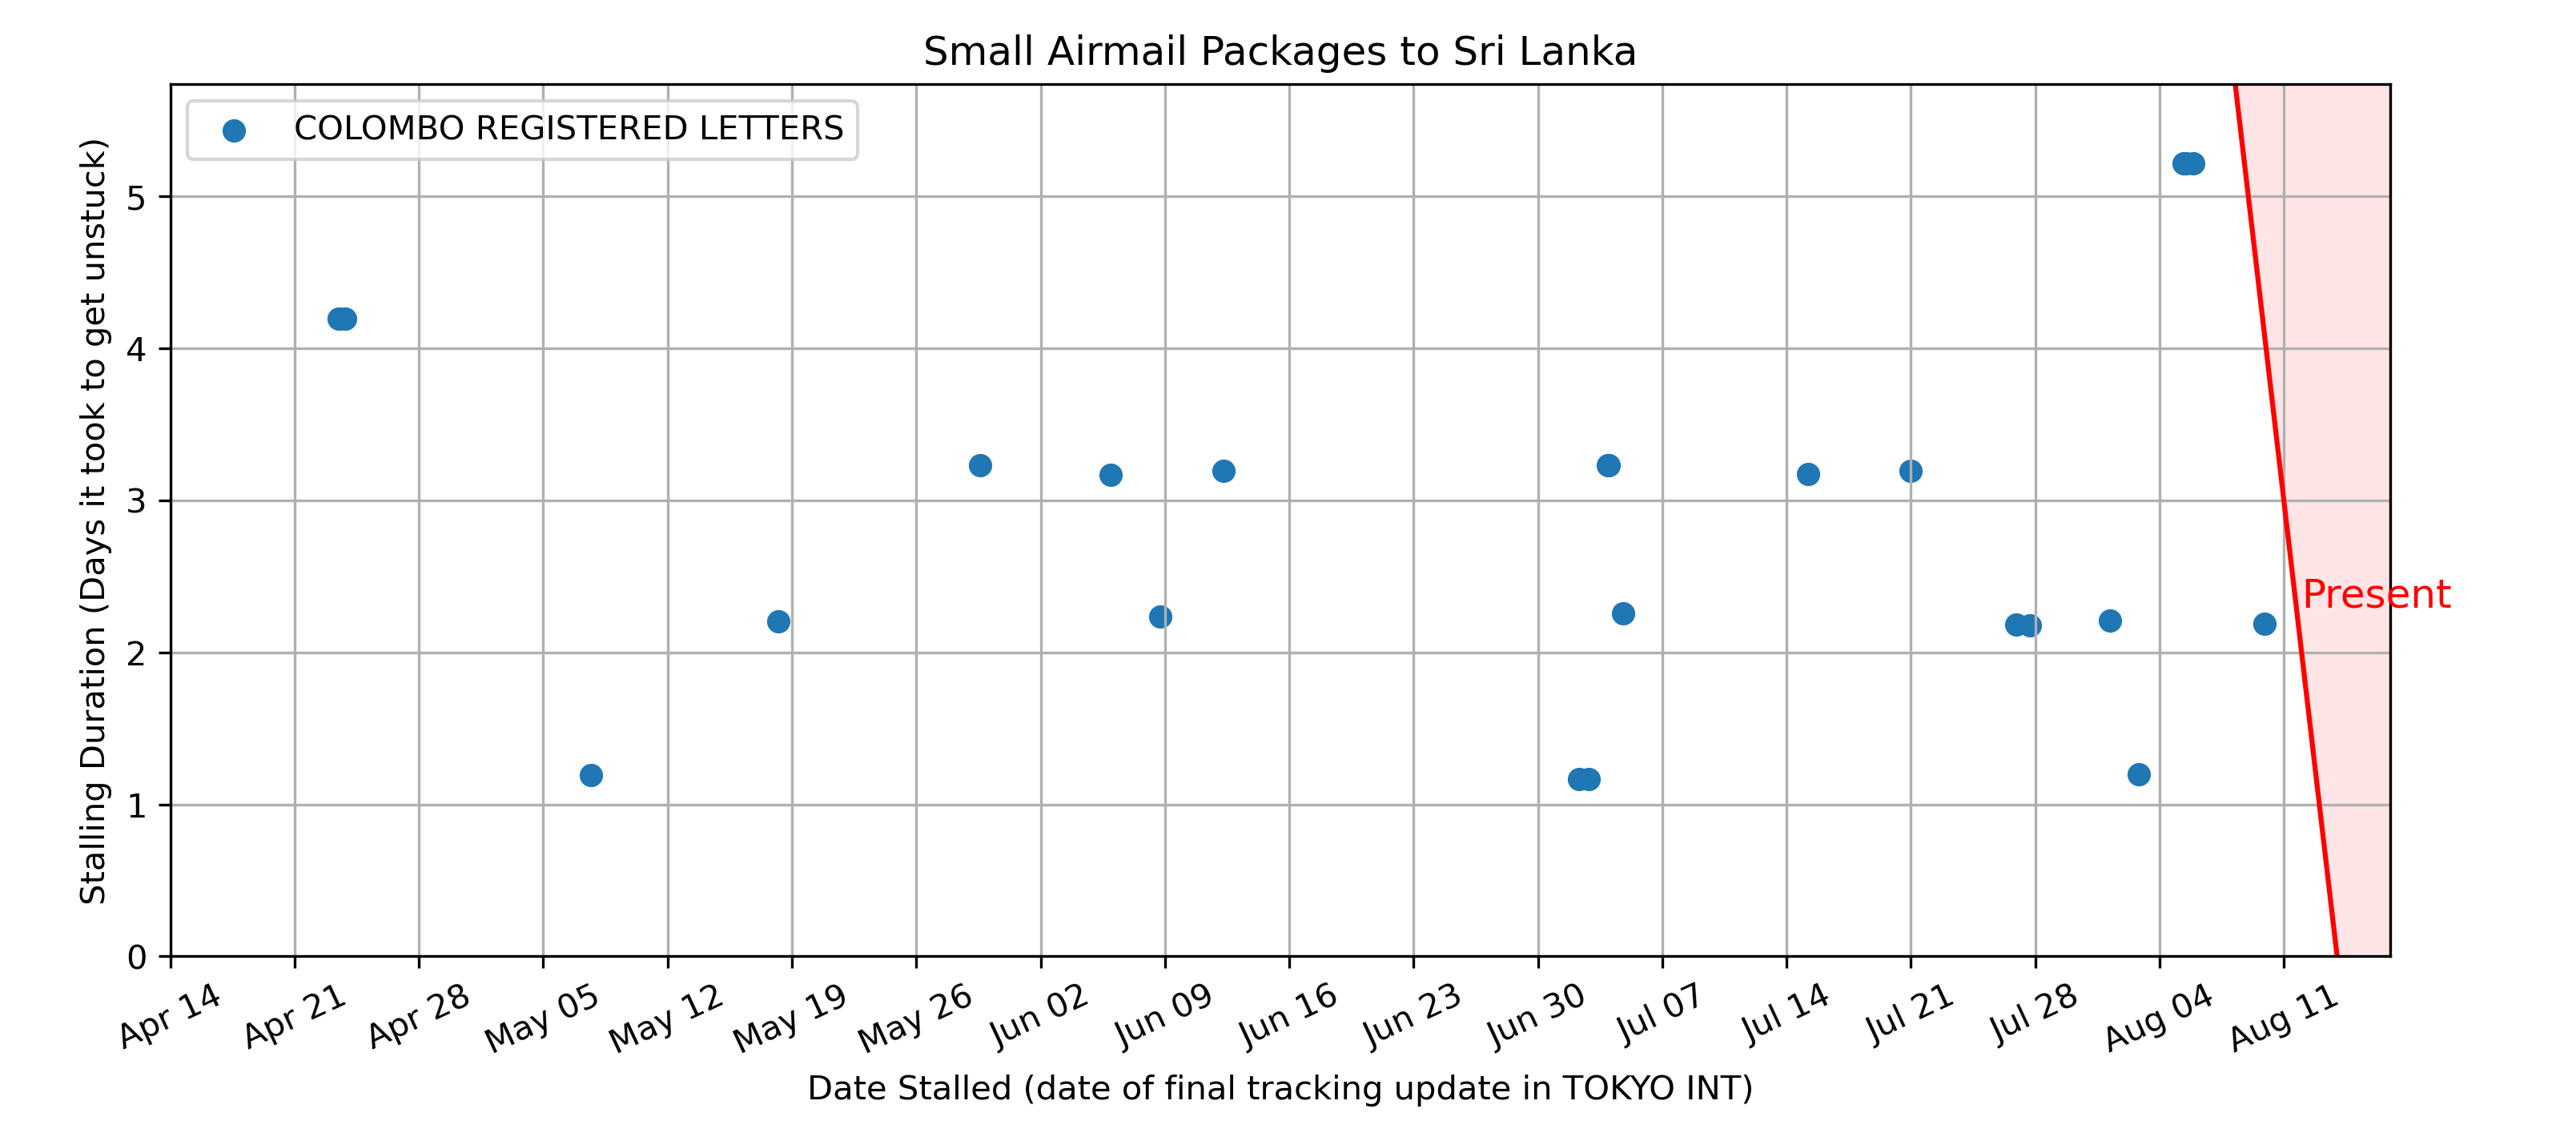 Small Airmail Packages to Sri Lanka
COLOMBO REGISTERED LETTERS
Stalling Duration (Days it took to get unstuck)
5
4
3
2
1
0
Present
Apr 14
Apr 21
Apr 28
May 05
May 12
May 19
May 26
Jun 02
Jun 09
Jun 16
Jun 23
Jun 30
Jul 07
Jul 14
Jul 21
Jul 28
Aug 04
Aug 11
Date Stalled (date of final tracking update in TOKYO INT)